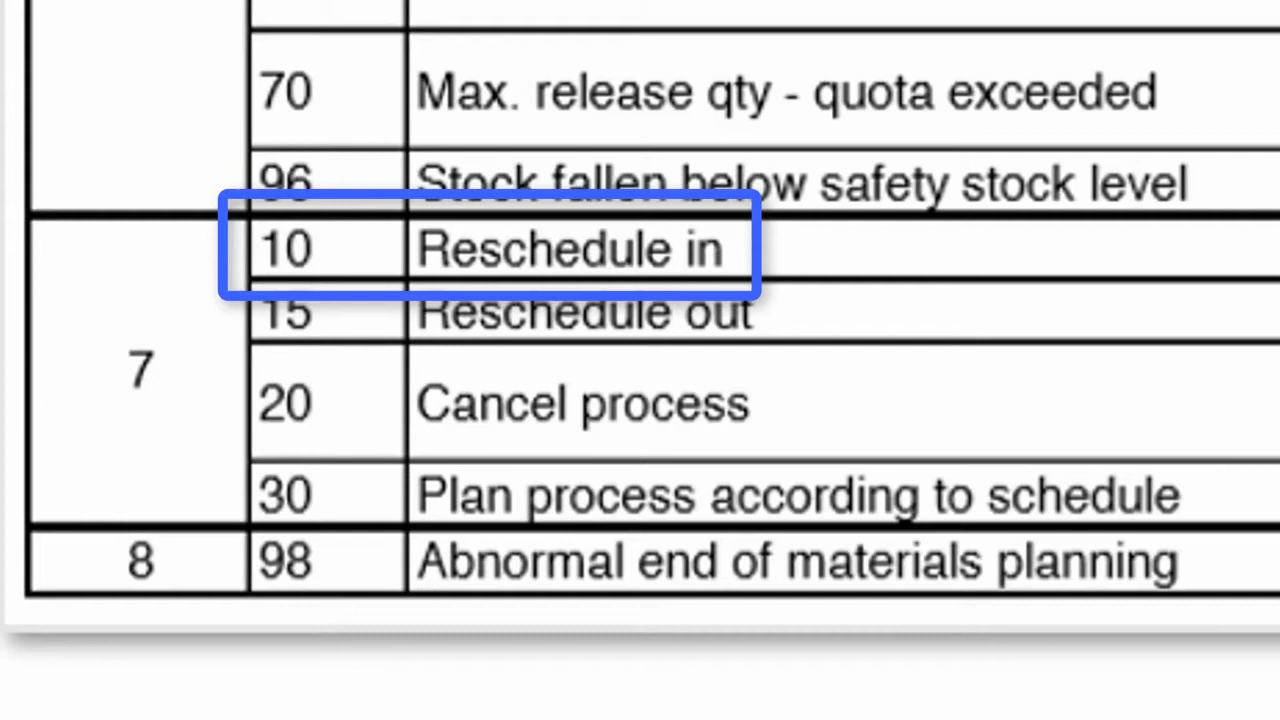 70 Max. release qty - quota exceeded
96 Stock fallen below safety stock level
10 Reschedule in
15 Reschedule out
7
20 Cancel process
30 Plan process according to schedule
8 98 Abnormal end of materials planning